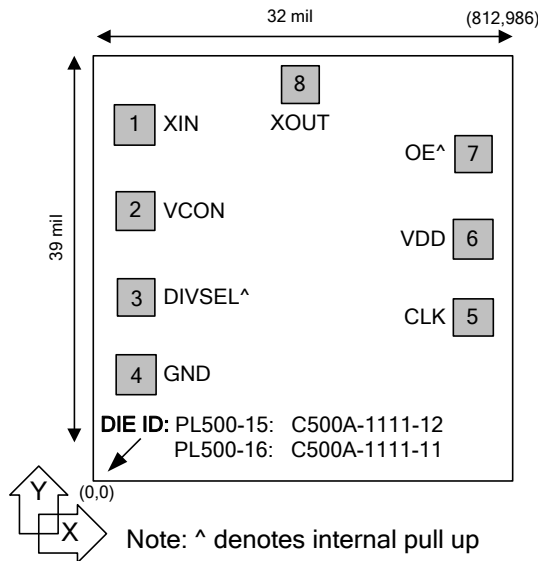 32 mil
(812,986)
39 mil
8
XOUT
1 XIN
OE^ 7
2 VCON
VDD 6
3 DIVSEL^
CLK 5
4 GND
DIE ID: PL500-15: C500A-1111-12
PL500-16: C500A-1111-11
(0,0)
Y
X
Note: ^ denotes internal pull up